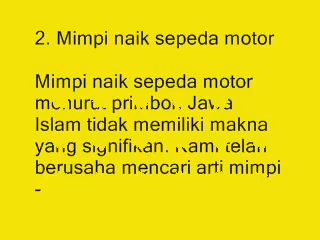 2. Mimpi naik sepeda motor
Mimpi naik sepeda motor
menurut primbon Jawa
Islam tidak memiliki makna
yang signifikan. Kami telah
berusaha mencari arti mimpi
-